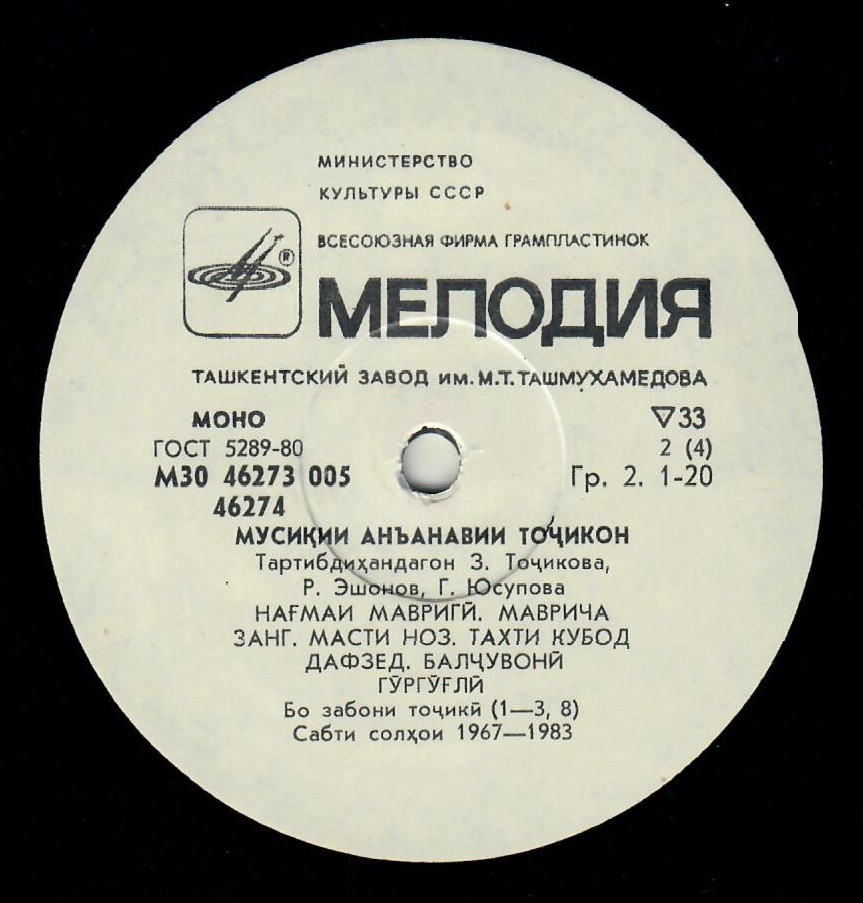 МИНИСТЕРСТВО
КУЛЬТУРЫ СССР
®
ВСЕСОЮЗНАЯ ФИРМА ГРАМПЛАСТИНОК
МЕЛОДИЯ
ТАШКЕНТСКИЙ ЗАВОД им. М.Т. ТАШМУХАМЕДОВА
МОНО ▽33
ГОСТ 5289-80 2 (4)
М30 46273 005 Гр. 2. 1-20
46274
МУСИҚИИ АНЪАНАВИИ ТОҶИКОН
Тартибдиҳандагон З. Тоҷикова,
Р. Эшонов, Г. Юсупова
НАҒМАИ МАВРИГӢ. МАВРИЧА
ЗАНГ. МАСТИ НОЗ. ТАХТИ КУБОД
ДАФЗЕД. БАЛҶУВОНӢ
ГӮРГӮҒЛӢ
Бо забони тоҷикӣ (1—3, 8)
Сабти солҳои 1967—1983